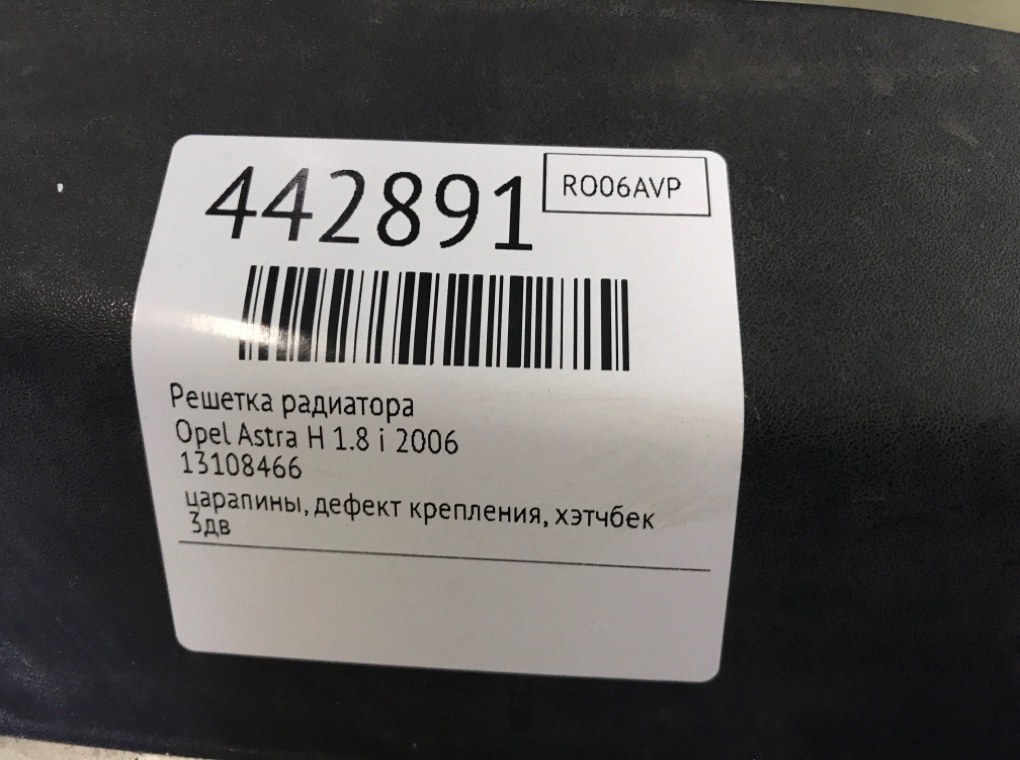 442891
RO06AVP
Решетка радиатора
Opel Astra H 1.8 i 2006
13108466
царапины, дефект крепления, хэтчбек
3дв